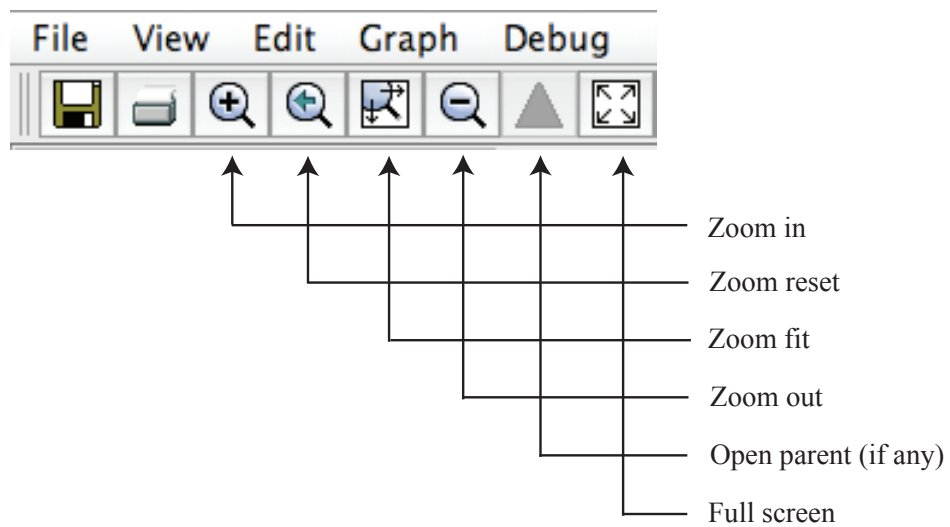 File View Edit Graph Debug
Zoom in
Zoom reset
Zoom fit
Zoom out
Open parent (if any)
Full screen